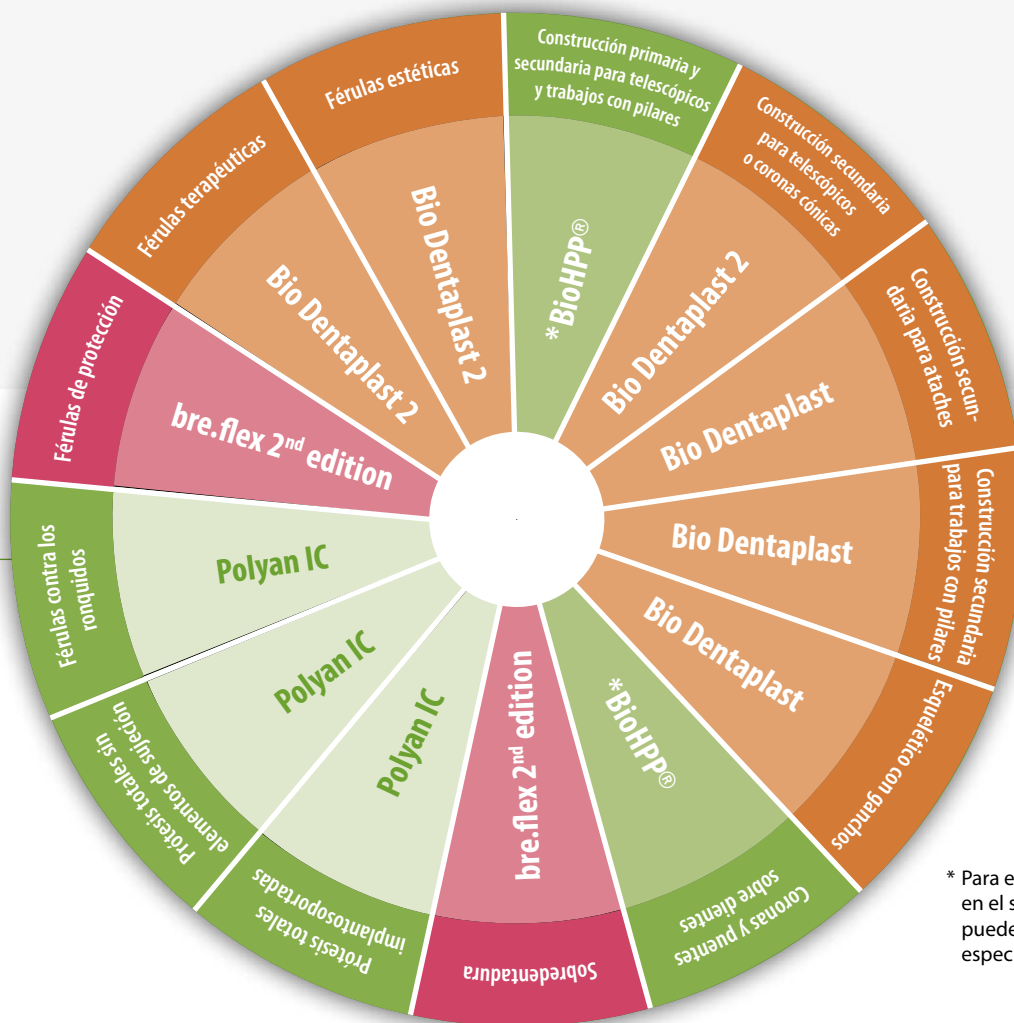 Construcción primaria y
secundaria para telescópicos
y trabajos con pilares
*BioHPP®
Construcción secundaria
para telescópicos
o coronas cónicas
Bio Dentaplast 2
Construcción secun-
daria para ataches
Bio Dentaplast
Construcción secundaria
para trabajos con pilares
Bio Dentaplast
Esquelético con ganchos
Bio Dentaplast
Coronas y puentes
sobre dientes
*BioHPP®
Sobredentadura
bre.flex 2nd edition
Prótesis totales
implantosoportadas
Polyan IC
Prótesis totales sin
elementos de sujeción
Polyan IC
Férulas contra los
ronquidos
Polyan IC
Férulas de protección
bre.flex 2nd edition
Férulas terapéuticas
Bio Dentaplast 2
Férulas estéticas
Bio Dentaplast 2
* Para e
en el s
puede
espec